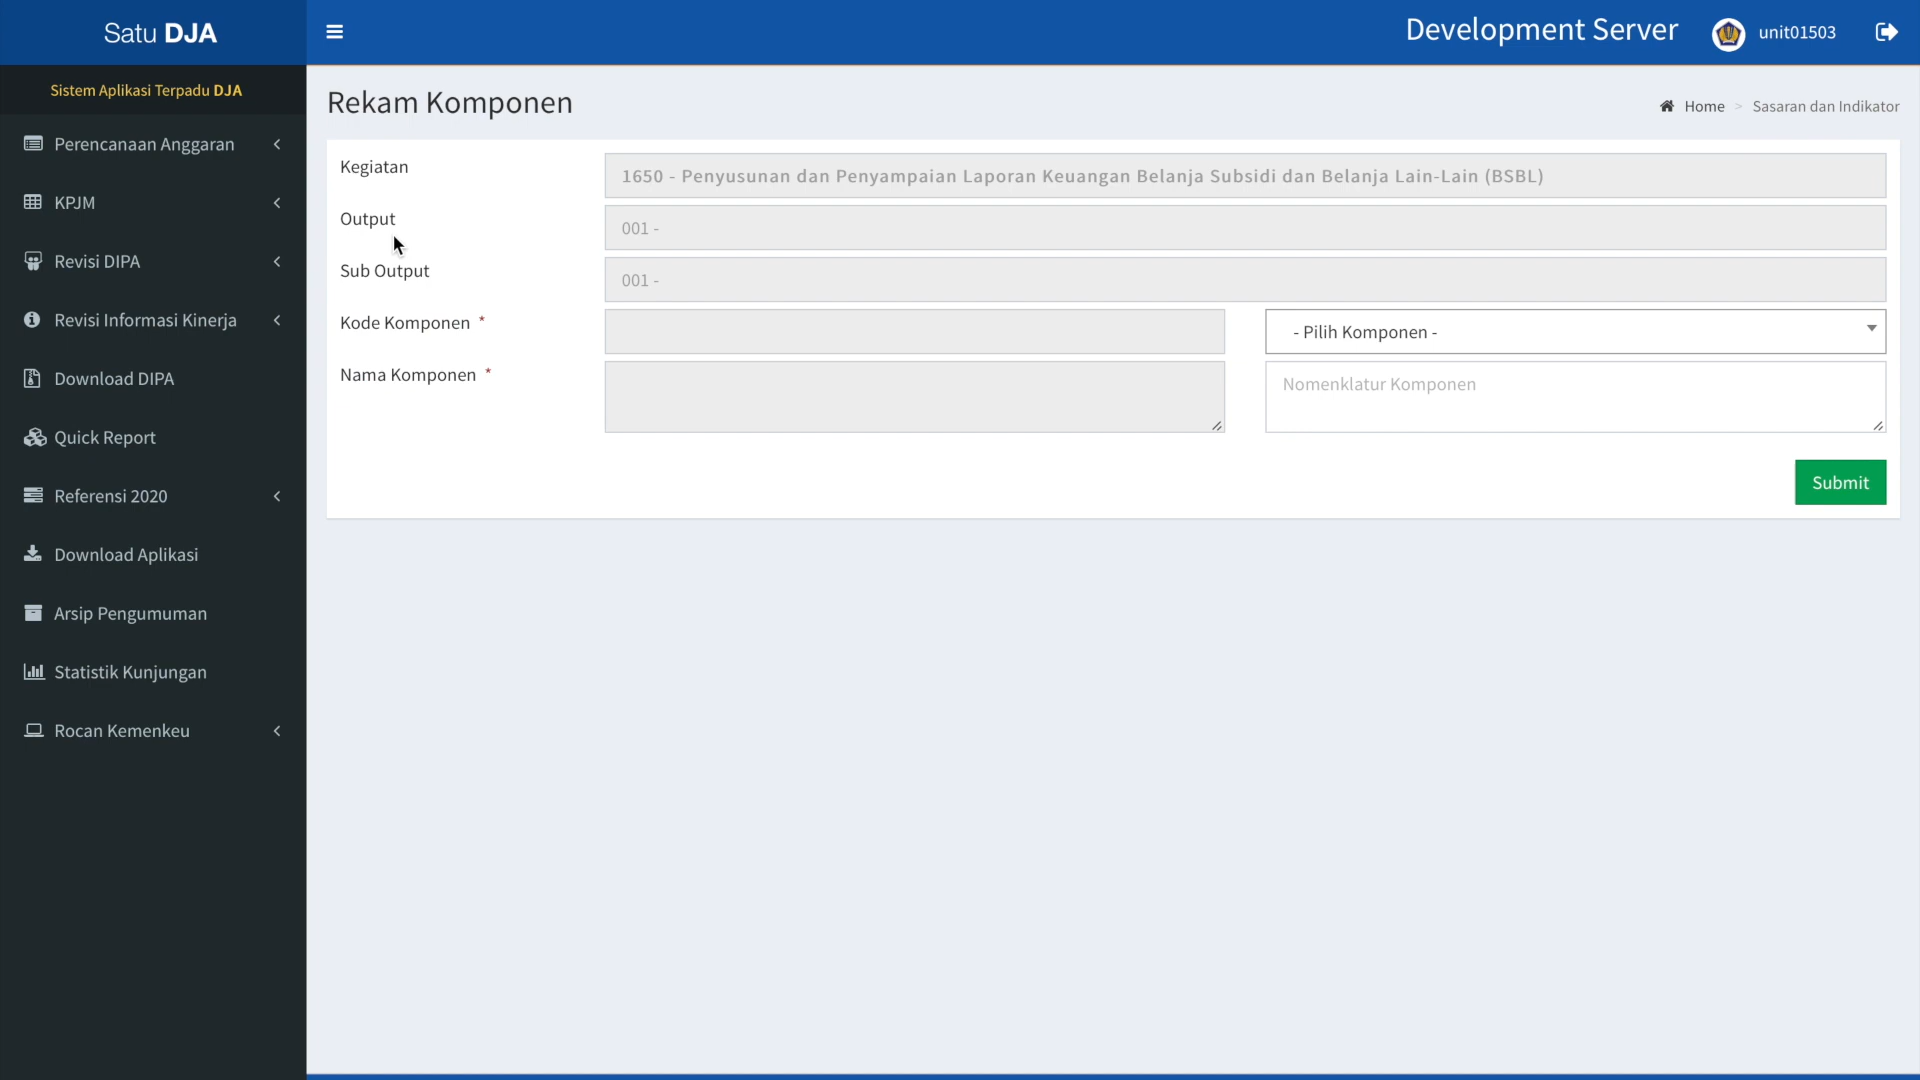 Satu DJA
Development Server
unit01503
Sistem Aplikasi Terpadu DJA
Perencanaan Anggaran
KPJM
Revisi DIPA
Revisi Informasi Kinerja
Download DIPA
Quick Report
Referensi 2020
Download Aplikasi
Arsip Pengumuman
Statistik Kunjungan
Rocan Kemenkeu
Rekam Komponen
Home > Sasaran dan Indikator
Kegiatan
1650 - Penyusunan dan Penyampaian Laporan Keuangan Belanja Subsidi dan Belanja Lain-Lain (BSBL)
Output
001 -
Sub Output
001 -
Kode Komponen *
- Pilih Komponen -
Nama Komponen *
Nomenklatur Komponen
Submit